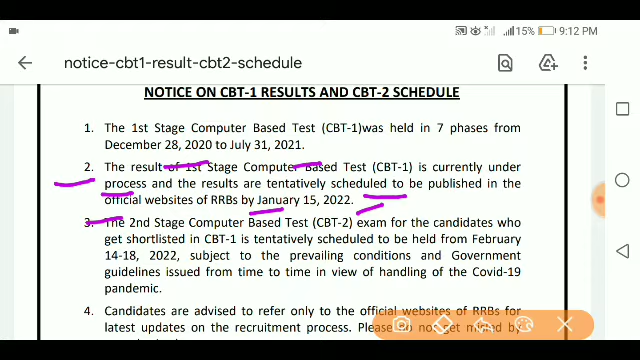 15% 9:12 PM
notice-cbt1-result-cbt2-schedule
NOTICE ON CBT-1 RESULTS AND CBT-2 SCHEDULE
1. The 1st Stage Computer Based Test (CBT-1)was held in 7 phases from
December 28, 2020 to July 31, 2021.
2. The result of 1st Stage Computer Based Test (CBT-1) is currently under
process and the results are tentatively scheduled to be published in the
official websites of RRBs by January 15, 2022.
3. The 2nd Stage Computer Based Test (CBT-2) exam for the candidates who
get shortlisted in CBT-1 is tentatively scheduled to be held from February
14-18, 2022, subject to the prevailing conditions and Government
guidelines issued from time to time in view of handling of the Covid-19
pandemic.
4. Candidates are advised to refer only to the official websites of RRBs for
latest updates on the recruitment process. Please do not get misled by